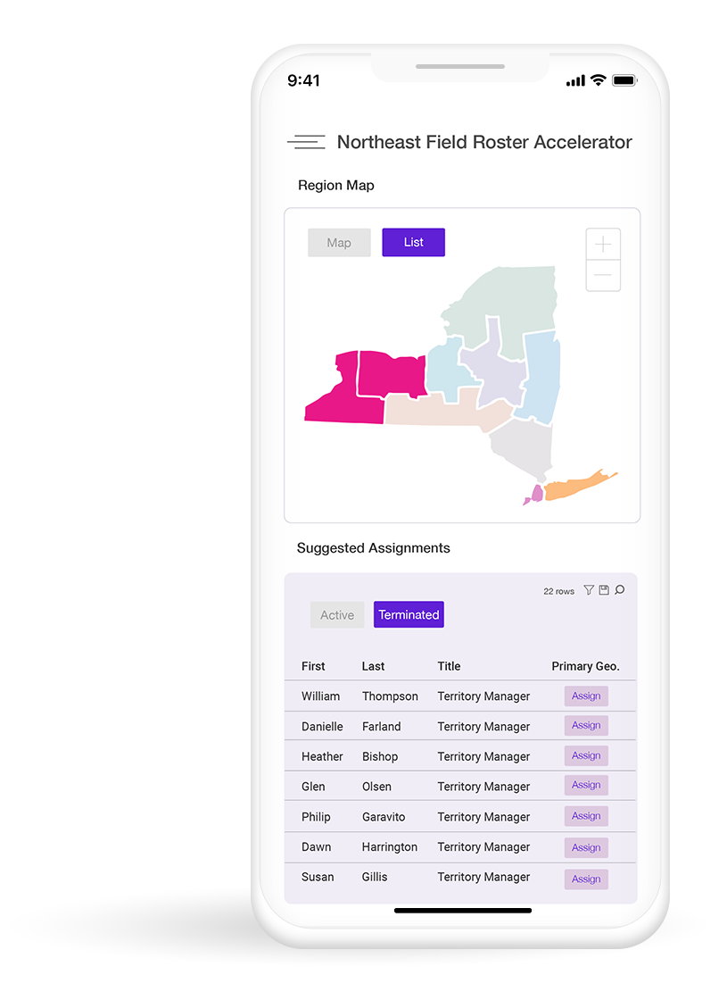 9:41
Northeast Field Roster Accelerator
Region Map
Map List
Suggested Assignments
22 rows
Active Terminated
First Last Title Primary Geo.
William Thompson Territory Manager Assign
Danielle Farland Territory Manager Assign
Heather Bishop Territory Manager Assign
Glen Olsen Territory Manager Assign
Philip Garavito Territory Manager Assign
Dawn Harrington Territory Manager Assign
Susan Gillis Territory Manager Assign